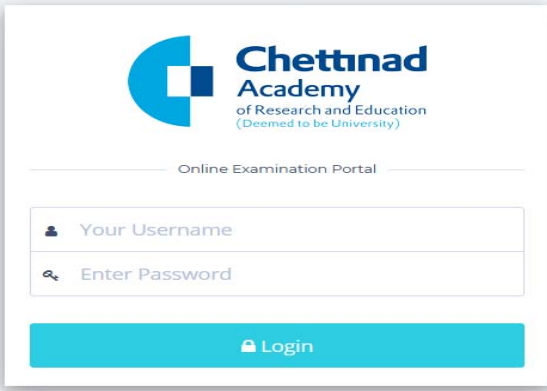 Chettinad
Academy
of Research and Education
(Deemed to be University)
Online Examination Portal
Your Username
Enter Password
Login